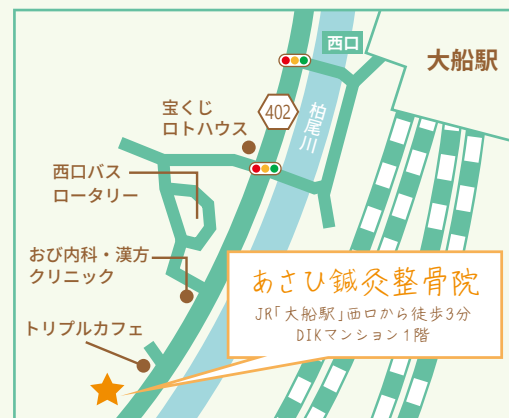 西口
大船駅
宝くじ
ロトハウス
402
柏尾川
西口バス
ロータリー
おび内科・漢方
クリニック
トリプルカフェ
あさひ鍼灸整骨院
JR「大船駅」西口から徒歩3分
DIKマンション1階